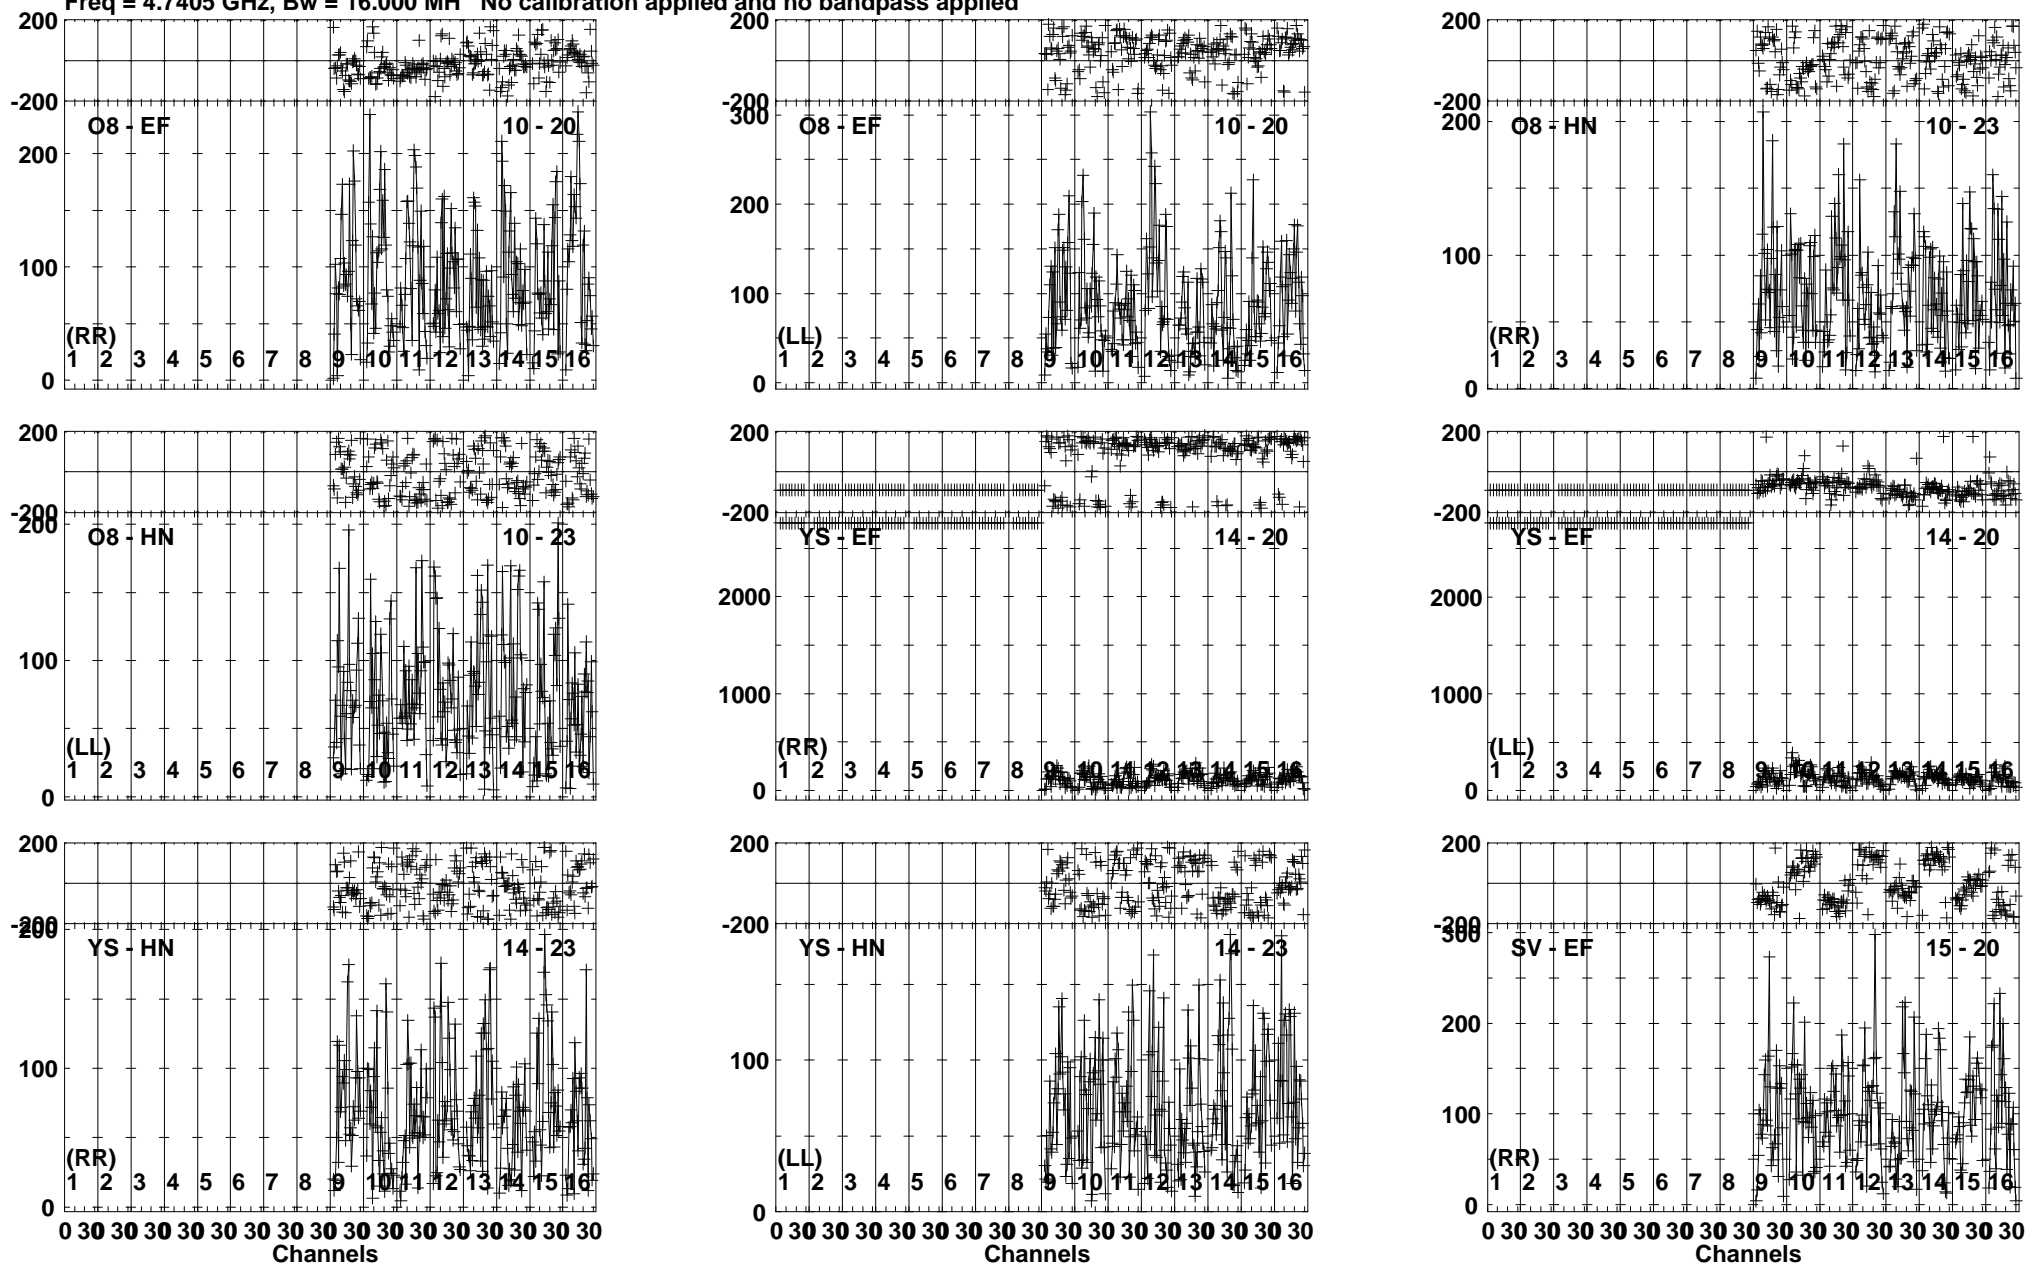 Freq = 4.7405 GHz, Bw = 16.000 MH No calibration applied and no bandpass applied
200
-200
O8 - EF 10 - 20
200
100
(RR)
1 2 3 4 5 6 7 8 9 10 11 12 13 14 15 16
0
200
-200
300
O8 - EF 10 - 20
200
100
(LL)
1 2 3 4 5 6 7 8 9 10 11 12 13 14 15 16
0
200
-200
200
O8 - HN 10 - 23
100
(RR)
1 2 3 4 5 6 7 8 9 10 11 12 13 14 15 16
0
200
-200
200
O8 - HN 10 - 23
100
(LL)
1 2 3 4 5 6 7 8 9 10 11 12 13 14 15 16
0
200
-200
YS - EF 14 - 20
2000
1000
(RR)
1 2 3 4 5 6 7 8 9 10 11 12 13 14 15 16
0
200
-200
YS - EF 14 - 20
2000
1000
(LL)
1 2 3 4 5 6 7 8 9 10 11 12 13 14 15 16
0
200
-200
200
YS - HN 14 - 23
100
(RR)
1 2 3 4 5 6 7 8 9 10 11 12 13 14 15 16
0
0 30 0 30 0 30 0 30 0 30 0 30 0 30 0 30 0 30 0 30 0 30 0 30 0 30 0 30 0 30 0 30
Channels
200
-200
YS - HN 14 - 23
100
(LL)
1 2 3 4 5 6 7 8 9 10 11 12 13 14 15 16
0
0 30 0 30 0 30 0 30 0 30 0 30 0 30 0 30 0 30 0 30 0 30 0 30 0 30 0 30 0 30 0 30
Channels
200
-200
300
SV - EF 15 - 20
200
100
(RR)
1 2 3 4 5 6 7 8 9 10 11 12 13 14 15 16
0
0 30 0 30 0 30 0 30 0 30 0 30 0 30 0 30 0 30 0 30 0 30 0 30 0 30 0 30 0 30 0 30
Channels